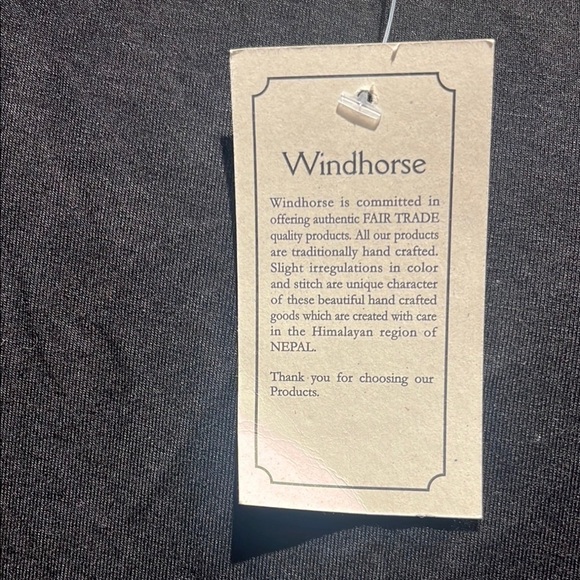 Windhorse
Windhorse is committed in
offering authentic FAIR TRADE
quality products. All our products
are traditionally hand crafted.
Slight irregulations in color
and stitch are unique character
of these beautiful hand crafted
goods which are created with care
in the Himalayan region of
NEPAL.
Thank you for choosing our
Products.